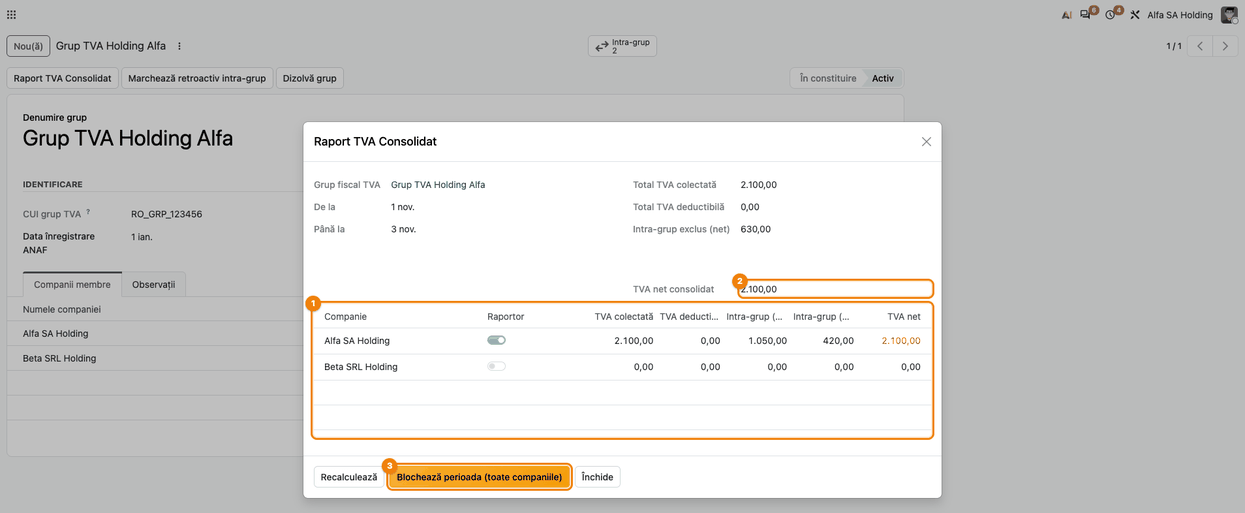 AI
6
4
Alfa SA Holding
Nou(ă)
Grup TVA Holding Alfa
Intra-grup
2
1 / 1
Raport TVA Consolidat
Marchează retroactiv intra-grup
Dizolvă grup
În constituire
Activ
Denumire grup
Grup TVA Holding Alfa
IDENTIFICARE
CUI grup TVA ?
RO_GRP_123456
Data înregistrare
ANAF
1 ian.
Companii membre
Observații
Numele companiei
Alfa SA Holding
Beta SRL Holding
Raport TVA Consolidat
Grup fiscal TVA
Grup TVA Holding Alfa
De la
1 nov.
Până la
3 nov.
Total TVA colectată
2.100,00
Total TVA deductibilă
0,00
Intra-grup exclus (net)
630,00
TVA net consolidat
2
2.100,00
1
Companie Raportor TVA colectată TVA deducti... Intra-grup (... Intra-grup (... TVA net
Alfa SA Holding 2.100,00 0,00 1.050,00 420,00 2.100,00
Beta SRL Holding 0,00 0,00 0,00 0,00 0,00
Recalculează
3
Blochează perioada (toate companiile)
Închide